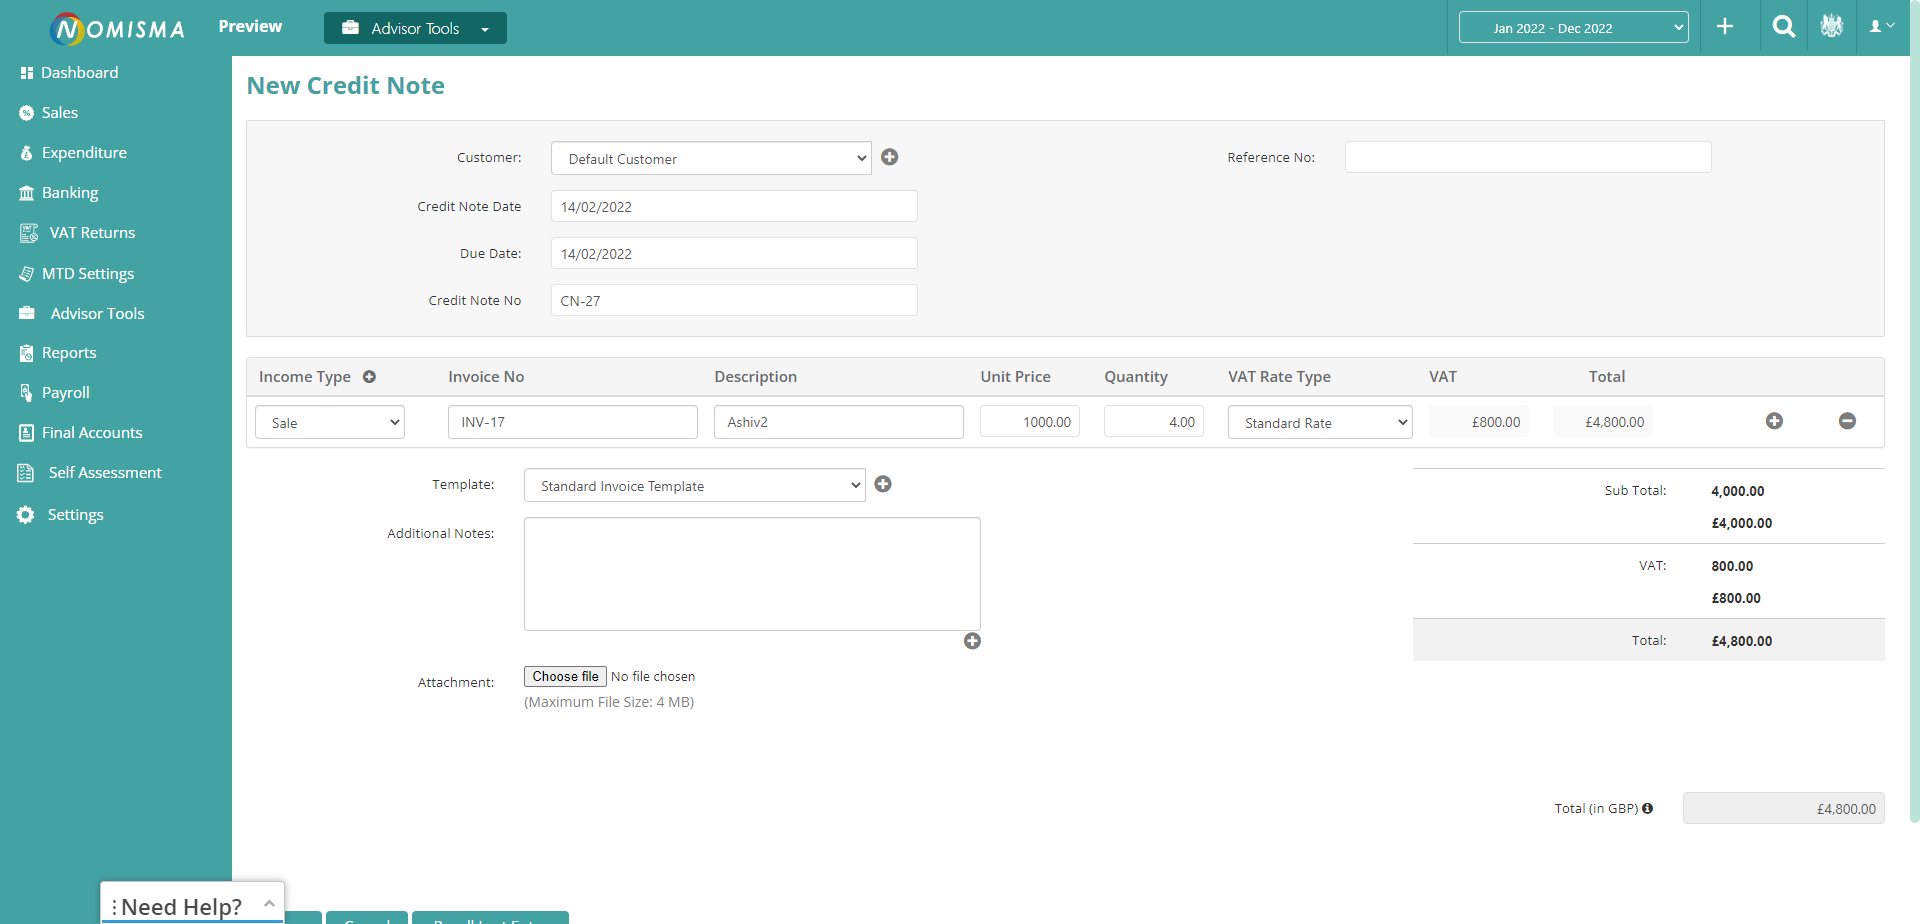 NOMISMA
Preview
Advisor Tools
Jan 2022 - Dec 2022
Dashboard
Sales
Expenditure
Banking
VAT Returns
MTD Settings
Advisor Tools
Reports
Payroll
Final Accounts
Self Assessment
Settings
New Credit Note
Customer: Default Customer
Reference No:
Credit Note Date 14/02/2022
Due Date: 14/02/2022
Credit Note No CN-27
Income Type Invoice No Description Unit Price Quantity VAT Rate Type VAT Total
Sale INV-17 Ashiv2 1000.00 4.00 Standard Rate £800.00 £4,800.00
Template: Standard Invoice Template
Additional Notes:
Attachment: Choose file No file chosen
(Maximum File Size: 4 MB)
Sub Total: 4,000.00
£4,000.00
VAT: 800.00
£800.00
Total: £4,800.00
Total (in GBP) £4,800.00
Need Help?